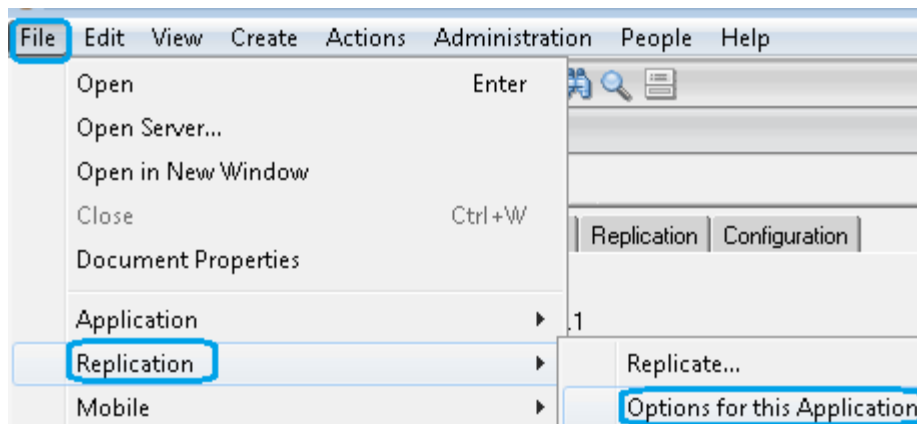 File Edit View Create Actions Administration People Help
Open Enter
Open Server...
Open in New Window
Close Ctrl+W
Replication Configuration
Document Properties
Application .1
Replication Replicate...
Mobile Options for this Application